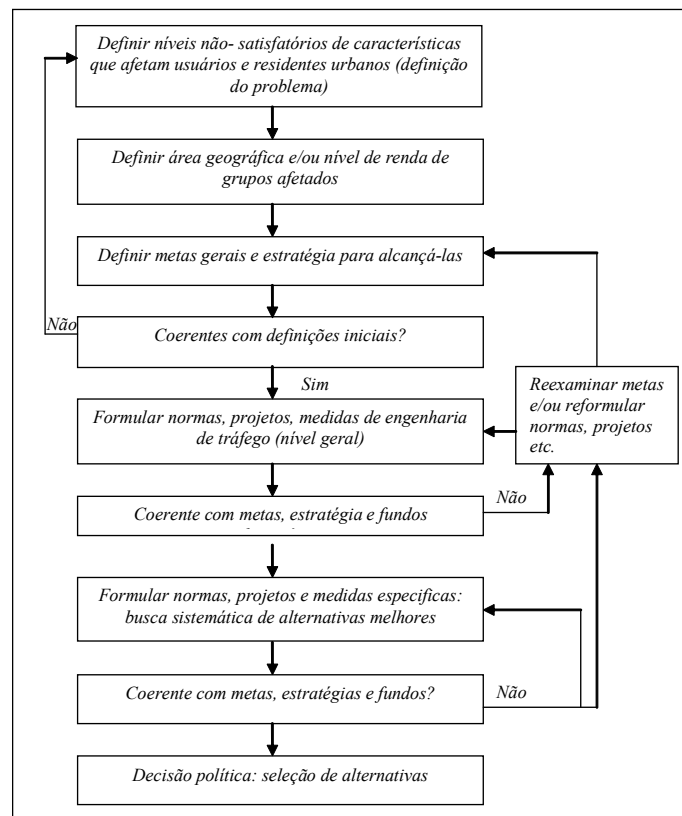 Definir níveis não- satisfatórios de características
que afetam usuários e residentes urbanos (definição
do problema)
Definir área geográfica e/ou nível de renda de
grupos afetados
Definir metas gerais e estratégia para alcançá-las
Não
Coerentes com definições iniciais?
Sim
Reexaminar metas
e/ou reformular
normas, projetos
etc.
Formular normas, projetos, medidas de engenharia
de tráfego (nível geral)
Coerente com metas, estratégia e fundos
Não
Formular normas, projetos e medidas especificas:
busca sistemática de alternativas melhores
Coerente com metas, estratégias e fundos?
Não
Decisão política: seleção de alternativas